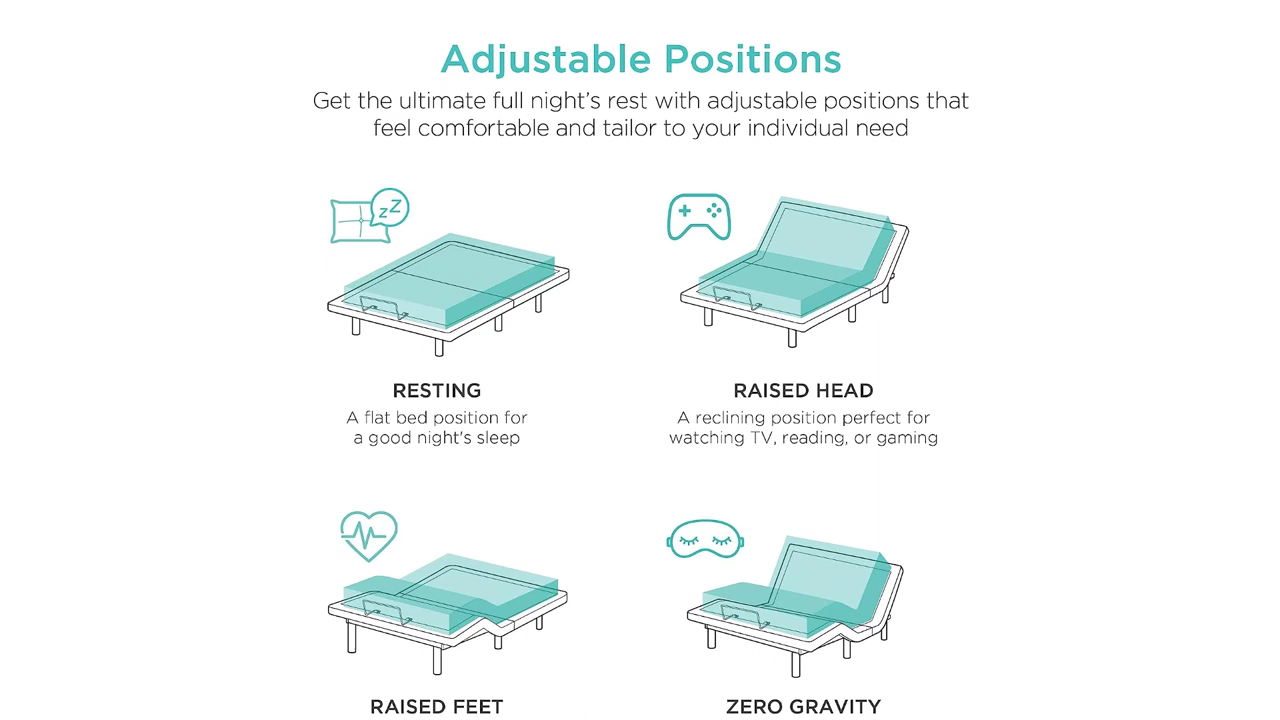 Adjustable Positions
Get the ultimate full night's rest with adjustable positions that
feel comfortable and tailor to your individual need
zZ
RESTING
A flat bed position for
a good night's sleep
RAISED HEAD
A reclining position perfect for
watching TV, reading, or gaming
RAISED FEET
ZERO GRAVITY